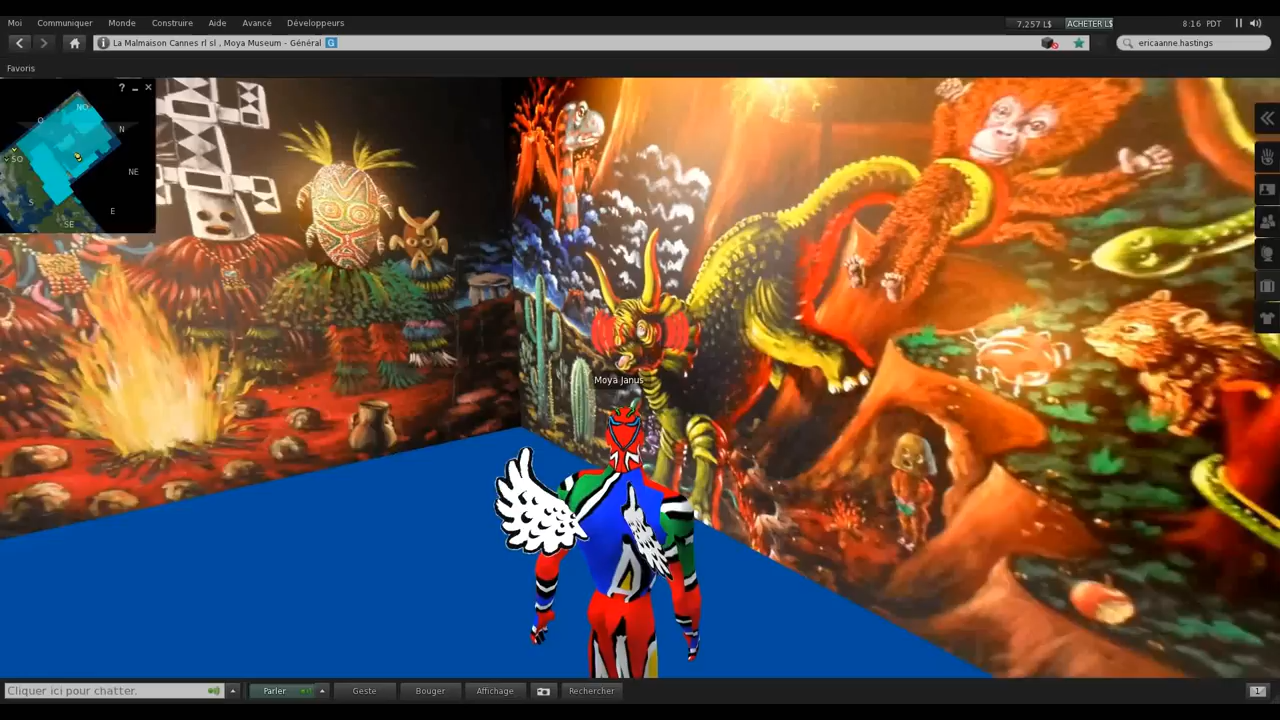 Moi Communiquer Monde Construire Aide Avancé Développeurs 7,257 L$ ACHETER L$ 8:16 PDT
La Malmaison Cannes rl sl , Moya Museum - Général G ericaanne.hastings
Favoris
? _ ×
NO
O
N
SO
NE
S
E
SE
Moya Janus
Cliquer ici pour chatter. Parler Geste Bouger Affichage Rechercher 1